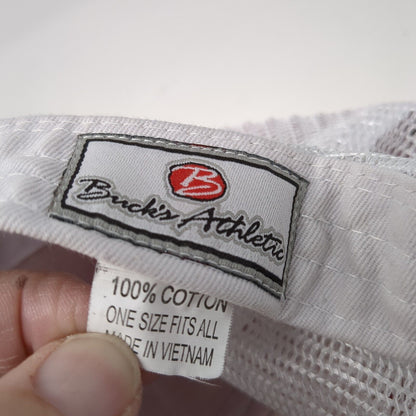 B
Buck's Athletic
100% COTTON
ONE SIZE FITS ALL
MADE IN VIETNAM